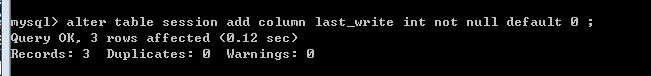 mysql> alter table session add column last_write int not null default 0 ;
Query OK, 3 rows affected (0.12 sec)
Records: 3  Duplicates: 0  Warnings: 0